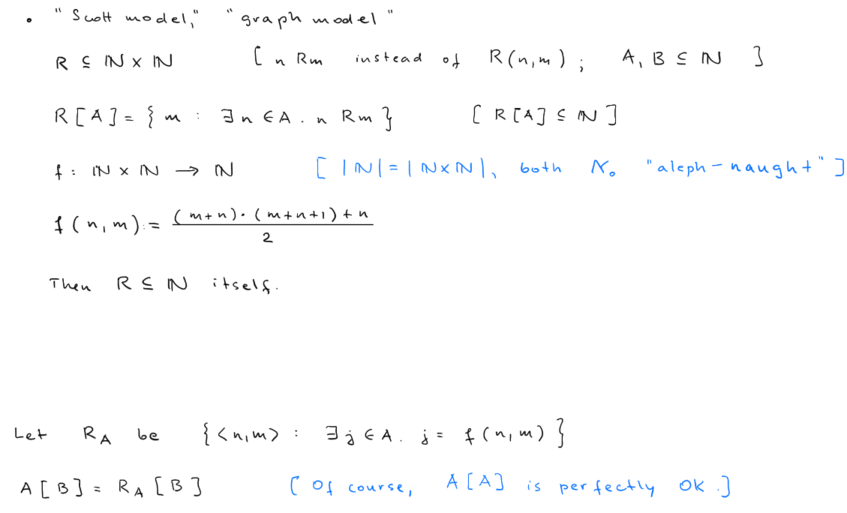 • "Scott model," "graph model"
R ⊆ ℕ × ℕ [ n Rm instead of R(n,m) ; A, B ⊆ ℕ ]
R[A] = { m : ∃n ∈ A . n Rm } [ R[A] ⊆ ℕ ]
f : ℕ × ℕ → ℕ [ |ℕ| = |ℕ×ℕ|, both ℵ₀ "aleph-naught" ]
f(n,m) := ((m+n)·(m+n+1)+n)/2
Then R ⊆ ℕ itself.
Let R_A be {<n,m> : ∃j ∈ A. j = f(n,m)}
A[B] = R_A[B] [ Of course, A[A] is perfectly OK.]